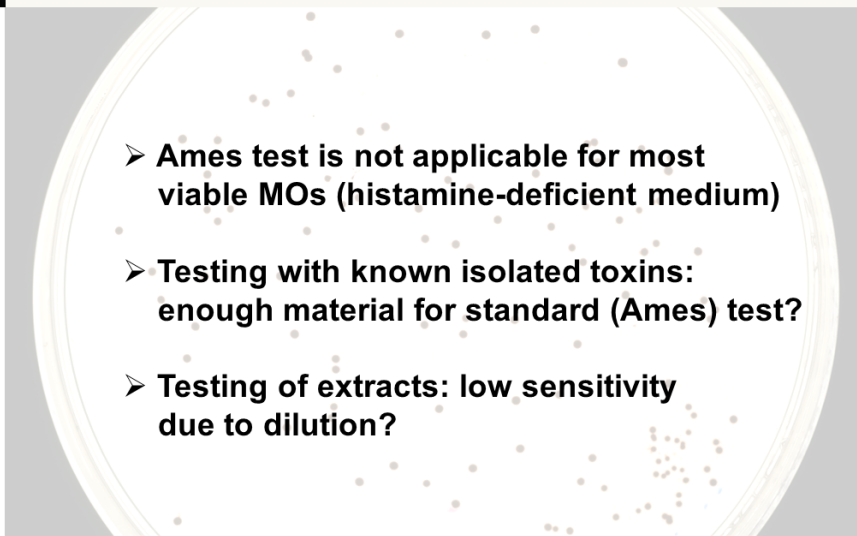 ➢ Ames test is not applicable for most
viable MOs (histamine-deficient medium)
➢ Testing with known isolated toxins:
enough material for standard (Ames) test?
➢ Testing of extracts: low sensitivity
due to dilution?